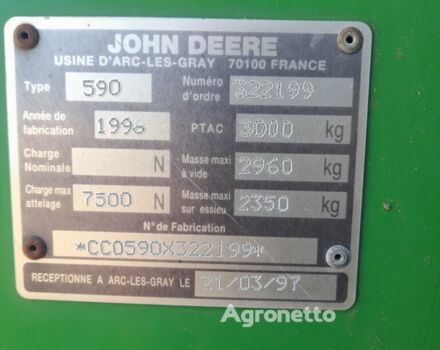 JOHN DEERE
USINE D'ARC-LES-GRAY 70100 FRANCE
Type 590 Numéro d'ordre 322199
Année de fabrication 1996 PTAC 3000 kg
Charge Nominale N Masse maxi à vide 2960 kg
Charge max attelage 7500 N Masse maxi sur essieu 2350 kg
N° de Fabrication
*CC0590X322199*
RECEPTIONNE A ARC-LES-GRAY LE 21/03/97
Agronetto